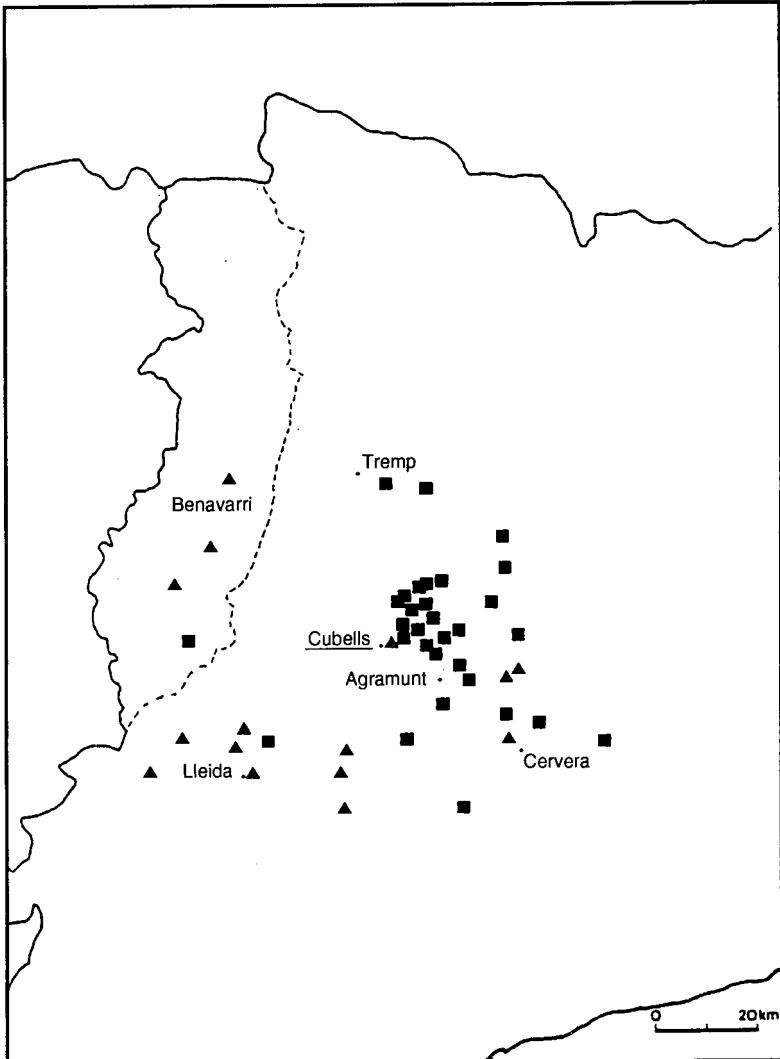 Tremp
Benavarri
Cubells
Agramunt
Cervera
Lleida
0 20km